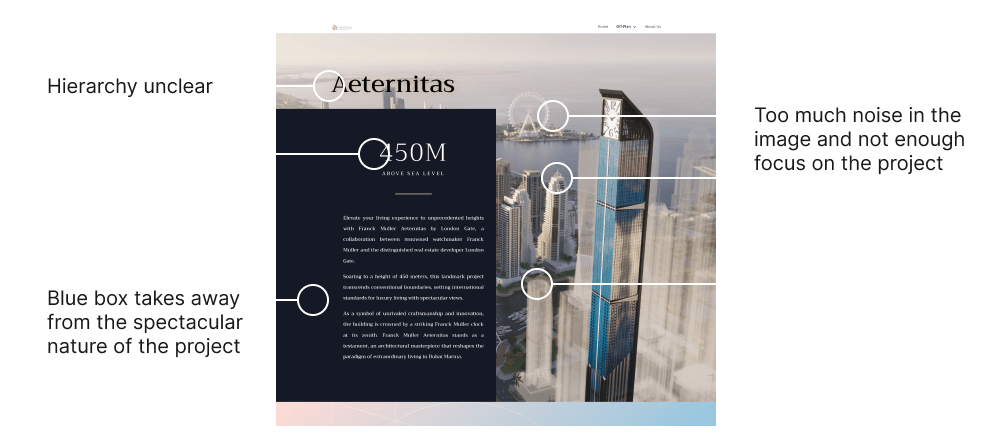 Home
Off-Plan
About Us
Hierarchy unclear
Aeternitas
Too much noise in the
image and not enough
focus on the project
450M
ABOVE SEA LEVEL
Elevate your living experience to unprecedented heights
with Franck Muller Aeternitas by London Gate, a
collaboration between renowned watchmaker Franck
Muller and the distinguished real estate developer London
Gate.
Soaring to a height of 450 meters, this landmark project
transcends conventional boundaries, setting international
standards for luxury living with spectacular views.
As a symbol of unrivaled craftsmanship and innovation,
the building is crowned by a striking Franck Muller clock
at its zenith. Franck Muller Aeternitas stands as a
testament, an architectural masterpiece that reshapes the
paradigm of extraordinary living in Dubai Marina.
Blue box takes away
from the spectacular
nature of the project